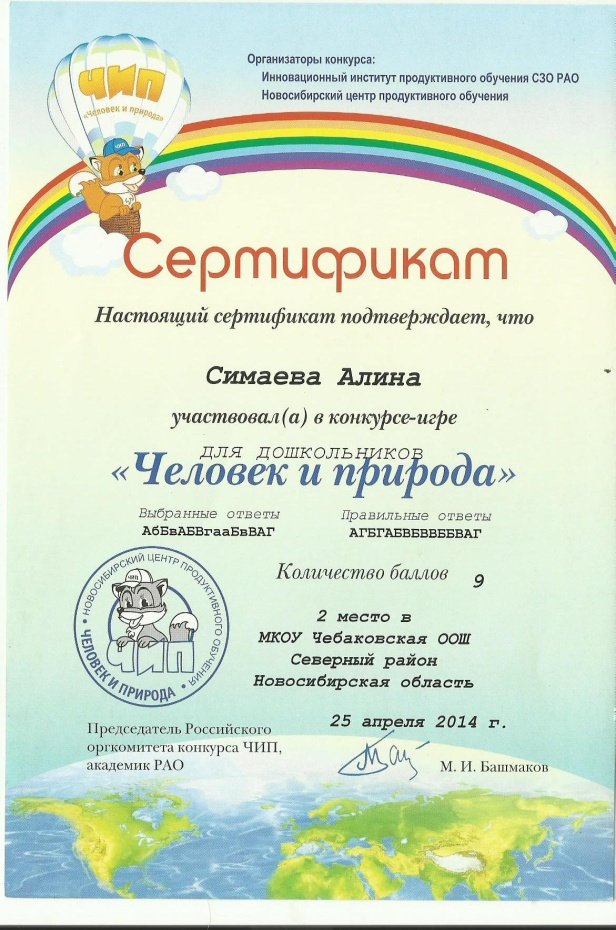 Организаторы конкурса:
Инновационный институт продуктивного обучения СЗО РАО
Новосибирский центр продуктивного обучения
ЧИП
«Человек и природа»
ЧИП
Сертификат
Настоящий сертификат подтверждает, что
Симаева Алина
участвовал(а) в конкурсе-игре
ДЛЯ ДОШКОЛЬНИКОВ
«Человек и природа»
Выбранные ответы
АбБвАБВгааБвВАГ
Правильные ответы
АГБГАБВБВВББВАГ
Количество баллов 9
НОВОСИБИРСКИЙ ЦЕНТР ПРОДУКТИВНОГО ОБУЧЕНИЯ
ЧИП
ЧИП
• ЧЕЛОВЕК И ПРИРОДА •
2 место в
МКОУ Чебаковская ООШ
Северный район
Новосибирская область
25 апреля 2014 г.
Председатель Российского
оргкомитета конкурса ЧИП,
академик РАО
М. И. Башмаков